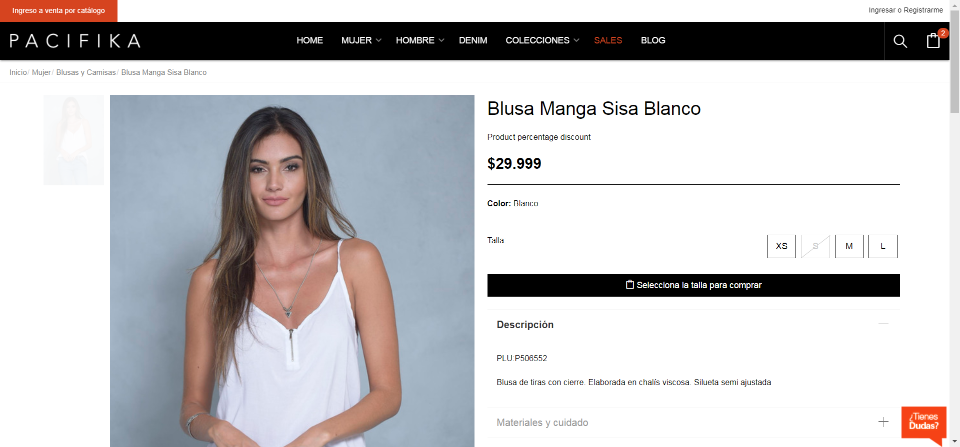 Ingreso a venta por catálogo
Ingresar o Registrarme
PACIFIKA
HOME MUJER HOMBRE DENIM COLECCIONES SALES BLOG
2
Inicio/ Mujer/ Blusas y Camisas/ Blusa Manga Sisa Blanco
Blusa Manga Sisa Blanco
Product percentage discount
$29.999
Color: Blanco
Talla
XS S M L
Selecciona la talla para comprar
Descripción
PLU:P506552
Blusa de tiras con cierre. Elaborada en chalís viscosa. Silueta semi ajustada
Materiales y cuidado
¿Tienes
Dudas?